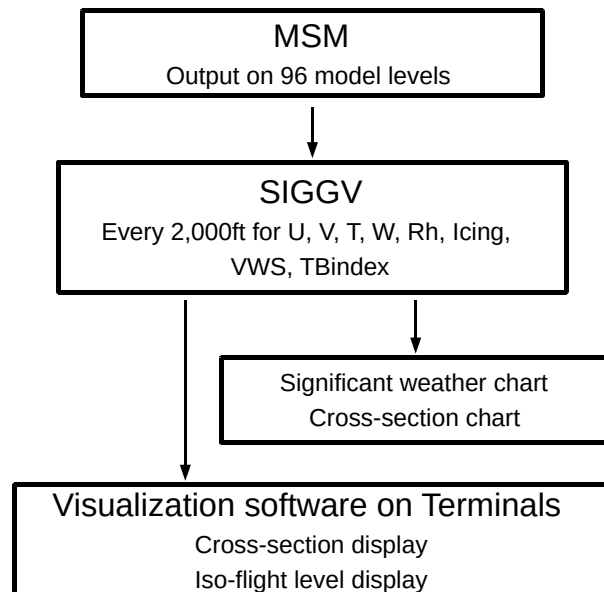 MSM
Output on 96 model levels
SIGGV
Every 2,000ft for U, V, T, W, Rh, Icing,
VWS, TBindex
Significant weather chart
Cross-section chart
Visualization software on Terminals
Cross-section display
Iso-flight level display